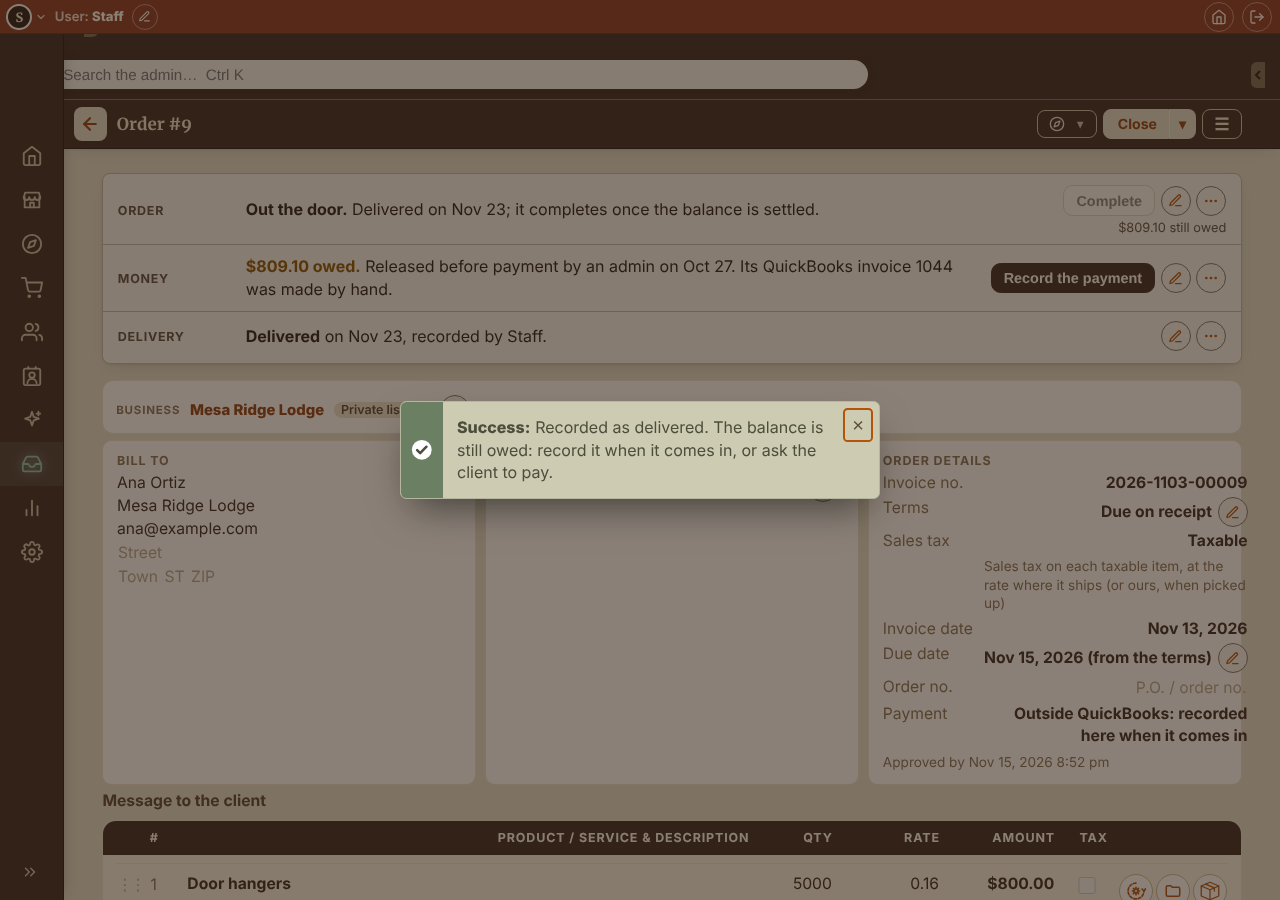 S
User: Staff
Search the admin… Ctrl K
Order #9
Close
ORDER
Out the door. Delivered on Nov 23; it completes once the balance is settled.
Complete
$809.10 still owed
MONEY
$809.10 owed. Released before payment by an admin on Oct 27. Its QuickBooks invoice 1044
was made by hand.
Record the payment
DELIVERY
Delivered on Nov 23, recorded by Staff.
BUSINESS
Mesa Ridge Lodge
Private lis
Success: Recorded as delivered. The balance is
still owed: record it when it comes in, or ask the
client to pay.
BILL TO
Ana Ortiz
Mesa Ridge Lodge
ana@example.com
Street
Town ST ZIP
ORDER DETAILS
Invoice no. 2026-1103-00009
Terms Due on receipt
Sales tax Taxable
Sales tax on each taxable item, at the
rate where it ships (or ours, when picked
up)
Invoice date Nov 13, 2026
Due date Nov 15, 2026 (from the terms)
Order no. P.O. / order no.
Payment Outside QuickBooks: recorded
here when it comes in
Approved by Nov 15, 2026 8:52 pm
Message to the client
# PRODUCT / SERVICE & DESCRIPTION QTY RATE AMOUNT TAX
1 Door hangers 5000 0.16 $800.00